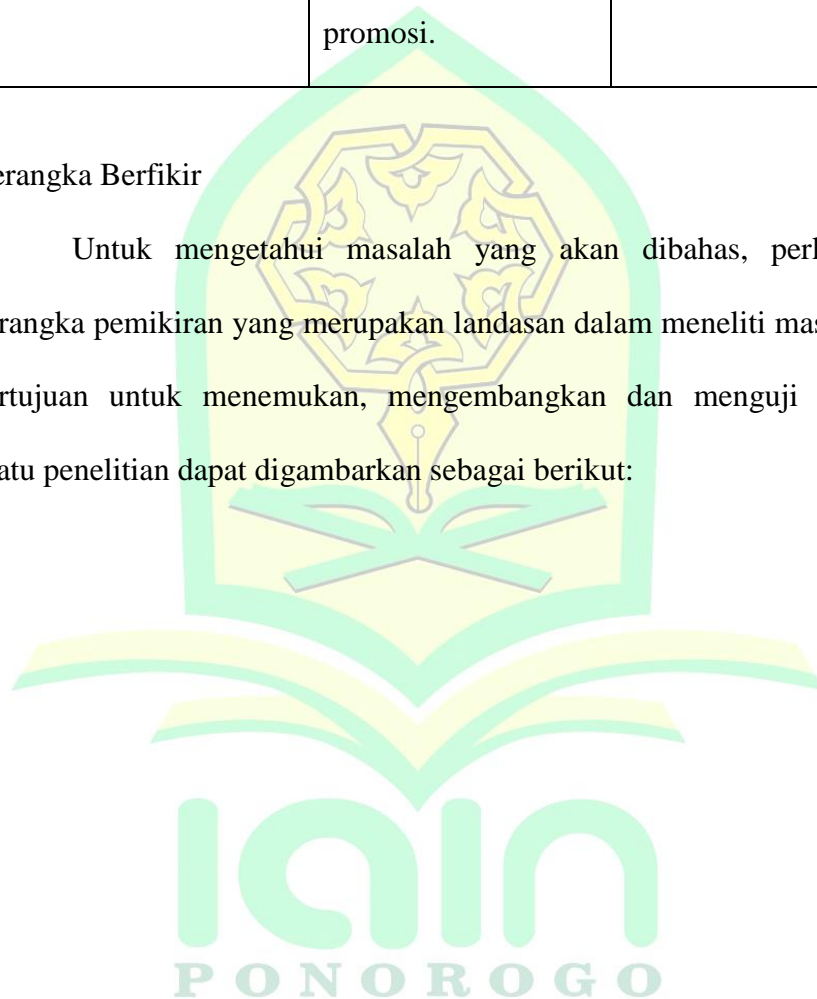 promosi.
erangka Berfikir
Untuk mengetahui masalah yang akan dibahas, perl
rangka pemikiran yang merupakan landasan dalam meneliti mas
rtujuan untuk menemukan, mengembangkan dan menguji
atu penelitian dapat digambarkan sebagai berikut:
iain
PONOROGO